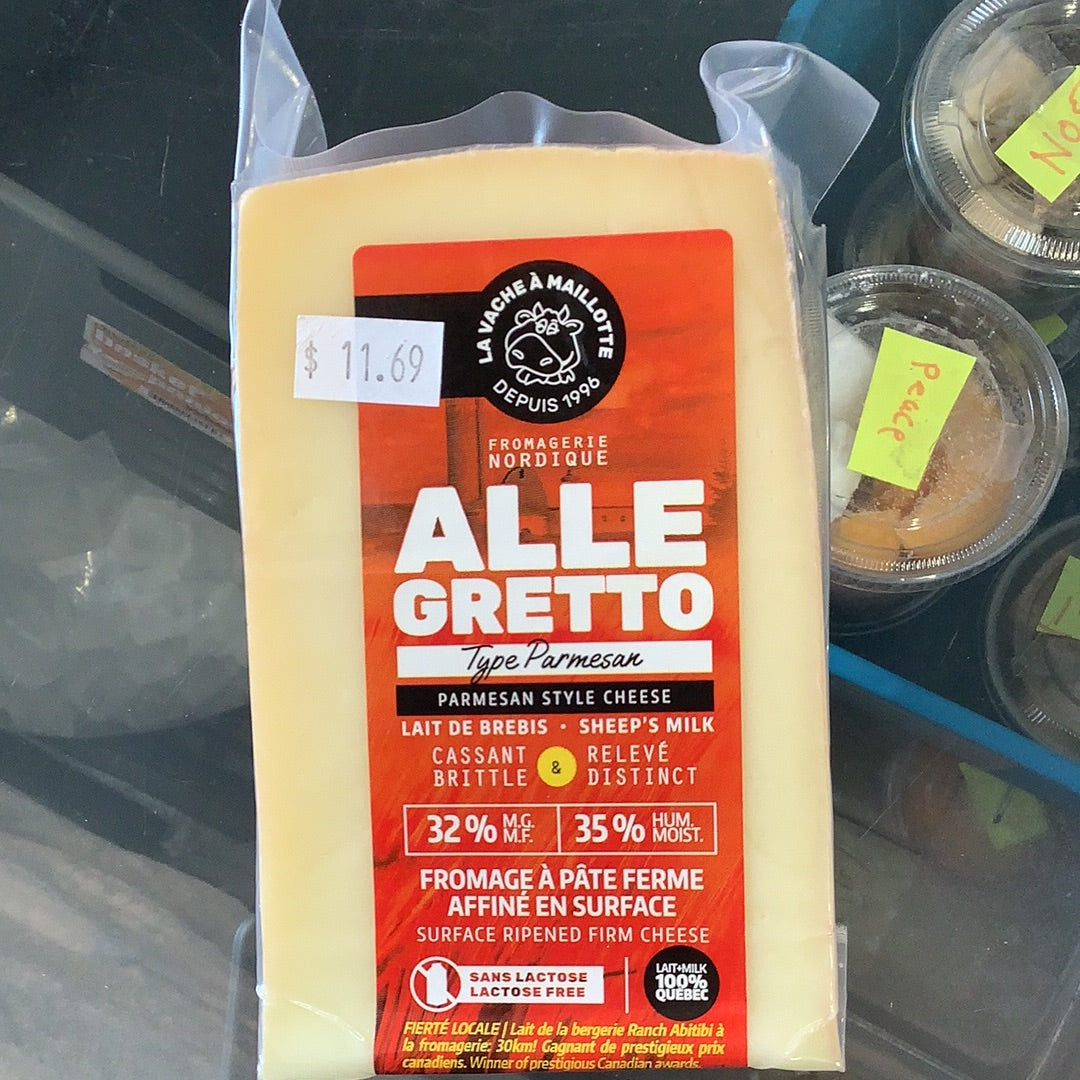 LA VACHE À MAILLOTTE
DEPUIS 1996
$ 11.69
FROMAGERIE
NORDIQUE
ALLE
GRETTO
Type Parmesan
PARMESAN STYLE CHEESE
LAIT DE BREBIS • SHEEP'S MILK
CASSANT & RELEVÉ
BRITTLE DISTINCT
32% M.G. 35% HUM.
M.F. MOIST.
FROMAGE À PÂTE FERME
AFFINÉ EN SURFACE
SURFACE RIPENED FIRM CHEESE
SANS LACTOSE
LACTOSE FREE
LAIT+MILK
100%
QUÉBEC
FIERTÉ LOCALE | Lait de la bergerie Ranch Abitibi à
la fromagerie: 30km! Gagnant de prestigieux prix
canadiens. Winner of prestigious Canadian awards.
Peace